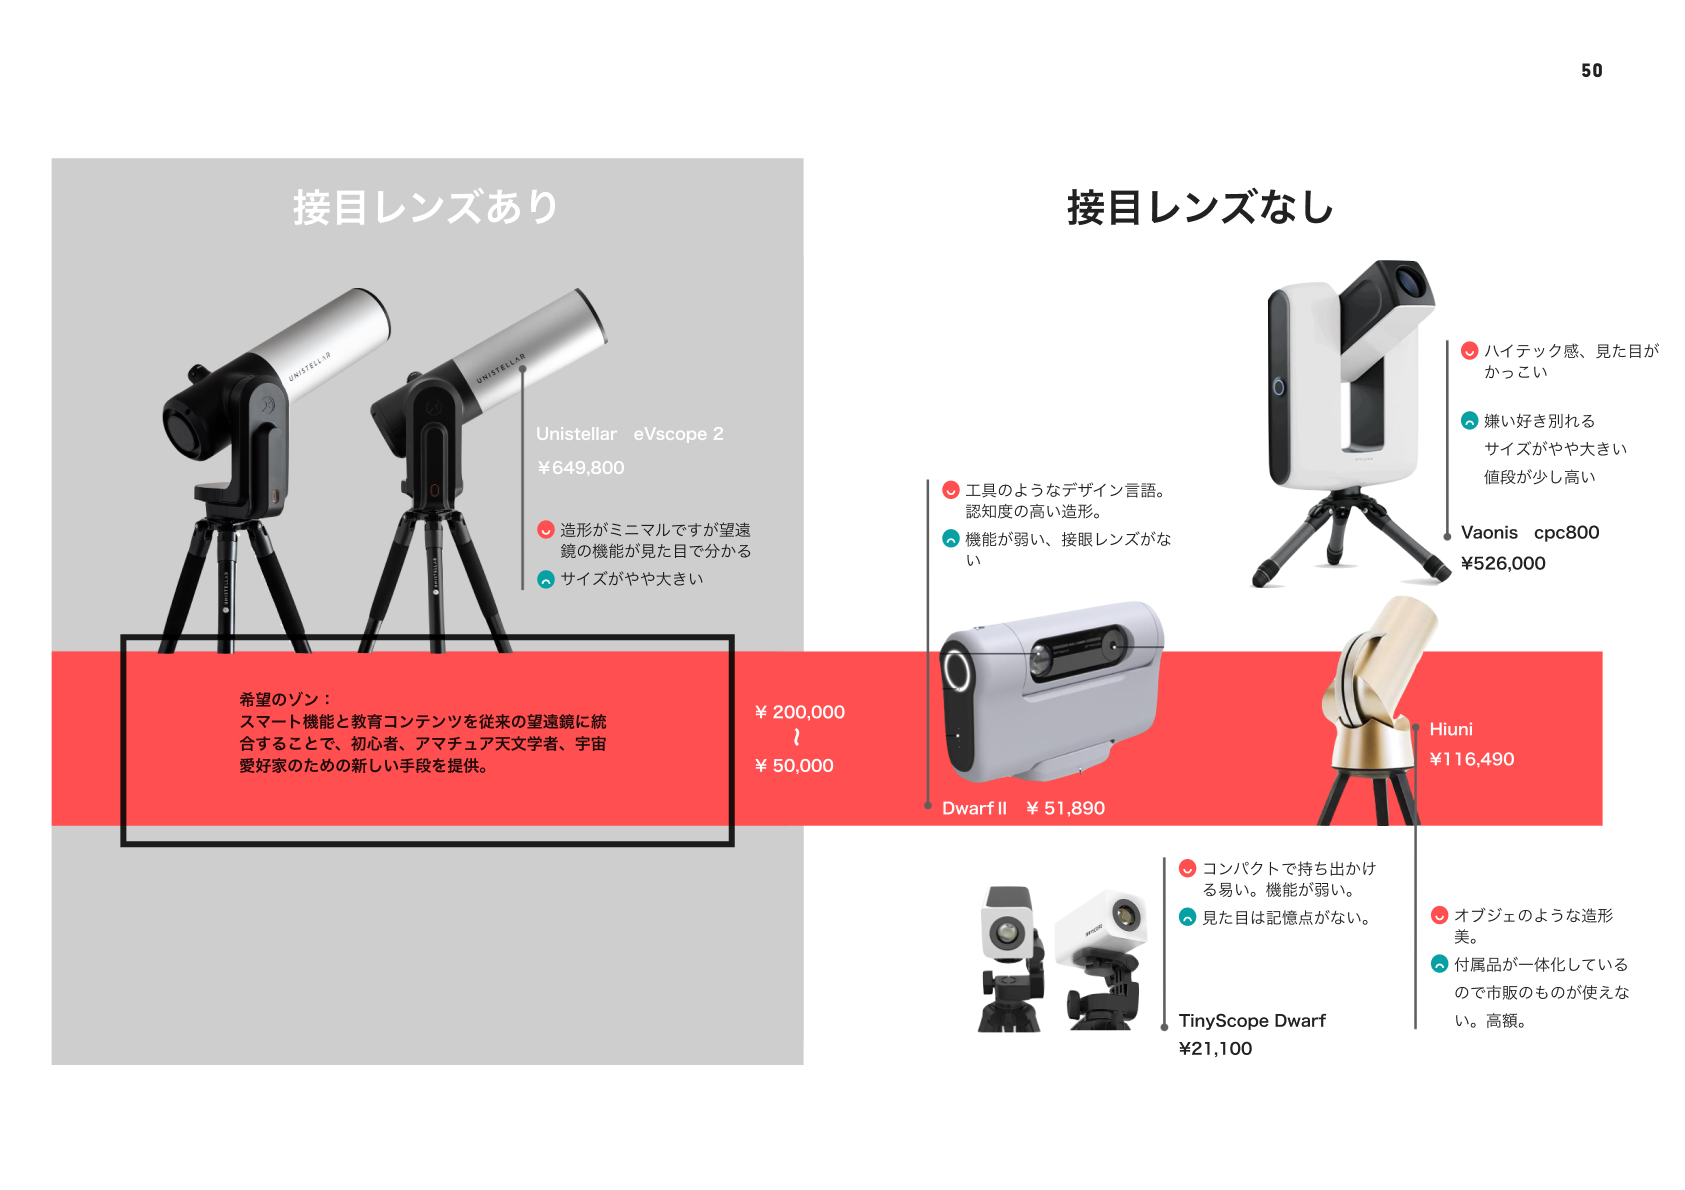 50
接目レンズあり
接目レンズなし
UNISTELLAR
UNISTELLAR
Unistellar　eVscope 2
¥649,800
造形がミニマルですが望遠
鏡の機能が見た目で分かる
サイズがやや大きい
ハイテック感、見た目が
かっこい
嫌い好き別れる
サイズがやや大きい
値段が少し高い
Vaonis　cpc800
¥526,000
工具のようなデザイン言語。
認知度の高い造形。
機能が弱い、接眼レンズがな
い
希望のゾン：
スマート機能と教育コンテンツを従来の望遠鏡に統
合することで、初心者、アマチュア天文学者、宇宙
愛好家のための新しい手段を提供。
¥ 200,000
〜
¥ 50,000
Dwarf II　¥ 51,890
Hiuni
¥116,490
コンパクトで持ち出かけ
る易い。機能が弱い。
見た目は記憶点がない。
TinyScope Dwarf
¥21,100
オブジェのような造形
美。
付属品が一体化している
ので市販のものが使えな
い。高額。